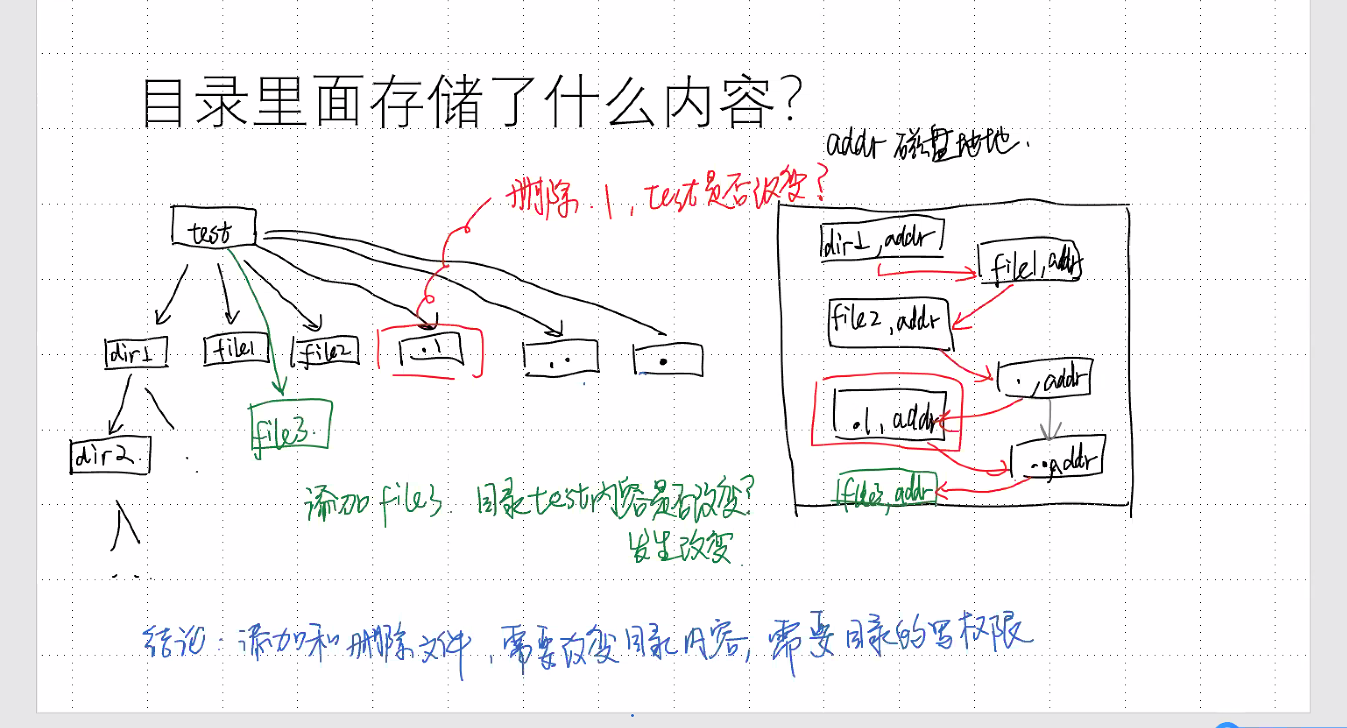 目录里面存储了什么内容?
addr 磁盘地址.
删除 .1, test是否改变?
test
dir1
file1
file2
.1
..
.
dir2
file3
dir1, addr
file1, addr
file2, addr
., addr
.1, addr
.., addr
file3, addr
添加 file3. 目录test内容是否改变?
发生改变
结论: 添加和删除文件, 需要改变目录内容, 需要目录的写权限